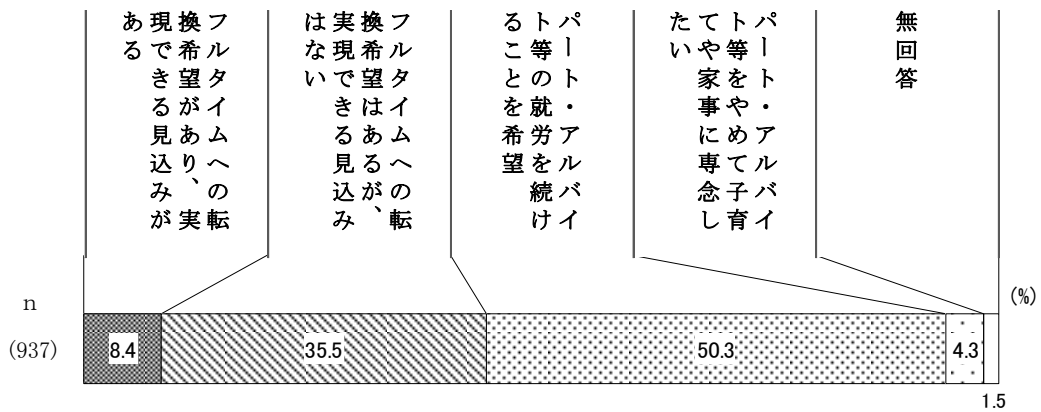 フルタイムへの転
換希望があり、実
現できる見込みが
ある
フルタイムへの転
換希望はあるが、
実現できる見込み
はない
パート・アルバイ
ト等の就労を続け
ることを希望
パート・アルバイ
ト等をやめて子育
てや家事に専念し
たい
無回答
(%)
n
(937)
8.4
35.5
50.3
4.3
1.5